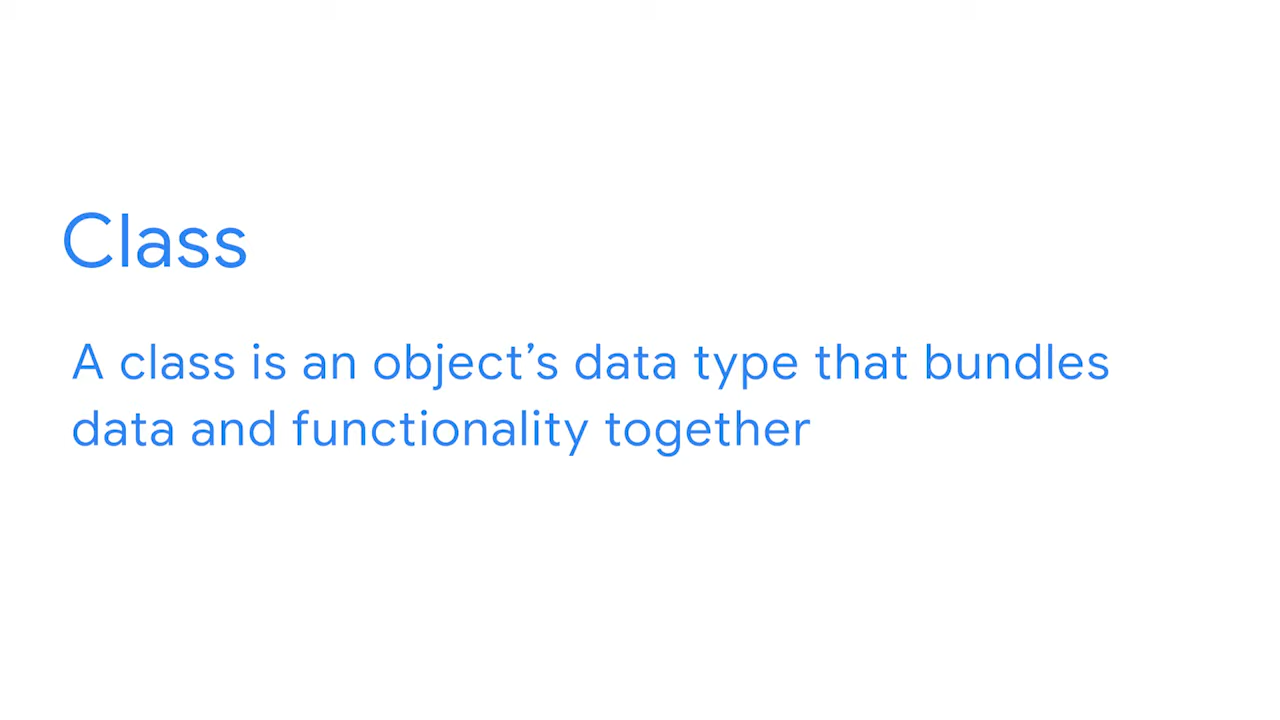 Class
A class is an object’s data type that bundles
data and functionality together